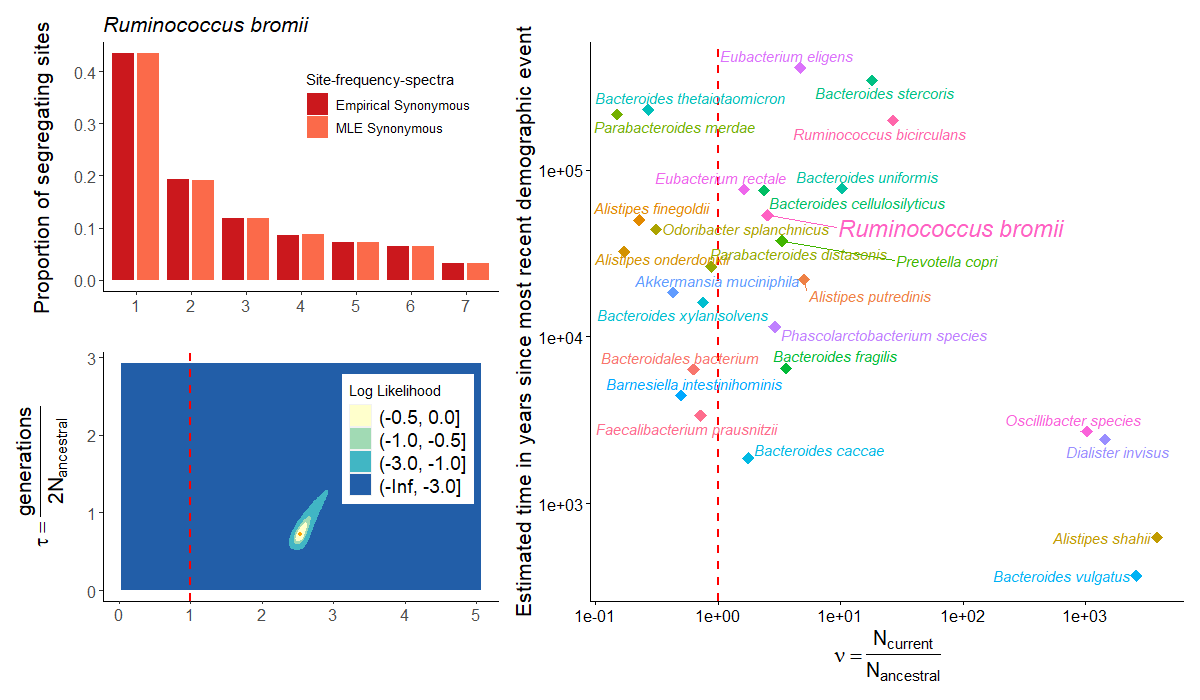 Ruminococcus bromii
Proportion of segregating sites
0.4
0.3
0.2
0.1
0.0
Site-frequency-spectra
Empirical Synonymous
MLE Synonymous
1 2 3 4 5 6 7
τ = generations
2Nancestral
3
2
1
0
Log Likelihood
(-0.5, 0.0]
(-1.0, -0.5]
(-3.0, -1.0]
(-Inf, -3.0]
0 1 2 3 4 5
Estimated time in years since most recent demographic event
1e+05
1e+04
1e+03
Eubacterium eligens
Bacteroides stercoris
Bacteroides thetaiotaomicron
Parabacteroides merdae
Ruminococcus bicirculans
Eubacterium rectale
Bacteroides uniformis
Bacteroides cellulosilyticus
Alistipes finegoldii
Odoribacter splanchnicus
Ruminococcus bromii
Parabacteroides distasonis
Alistipes onderdonkii
Prevotella copri
Akkermansia muciniphila
Alistipes putredinis
Bacteroides xylanisolvens
Phascolarctobacterium species
Bacteroidales bacterium
Bacteroides fragilis
Barnesiella intestinihominis
Faecalibacterium prausnitzii
Oscillibacter species
Bacteroides caccae
Dialister invisus
Alistipes shahii
Bacteroides vulgatus
1e-01 1e+00 1e+01 1e+02 1e+03
ν = Ncurrent
Nancestral